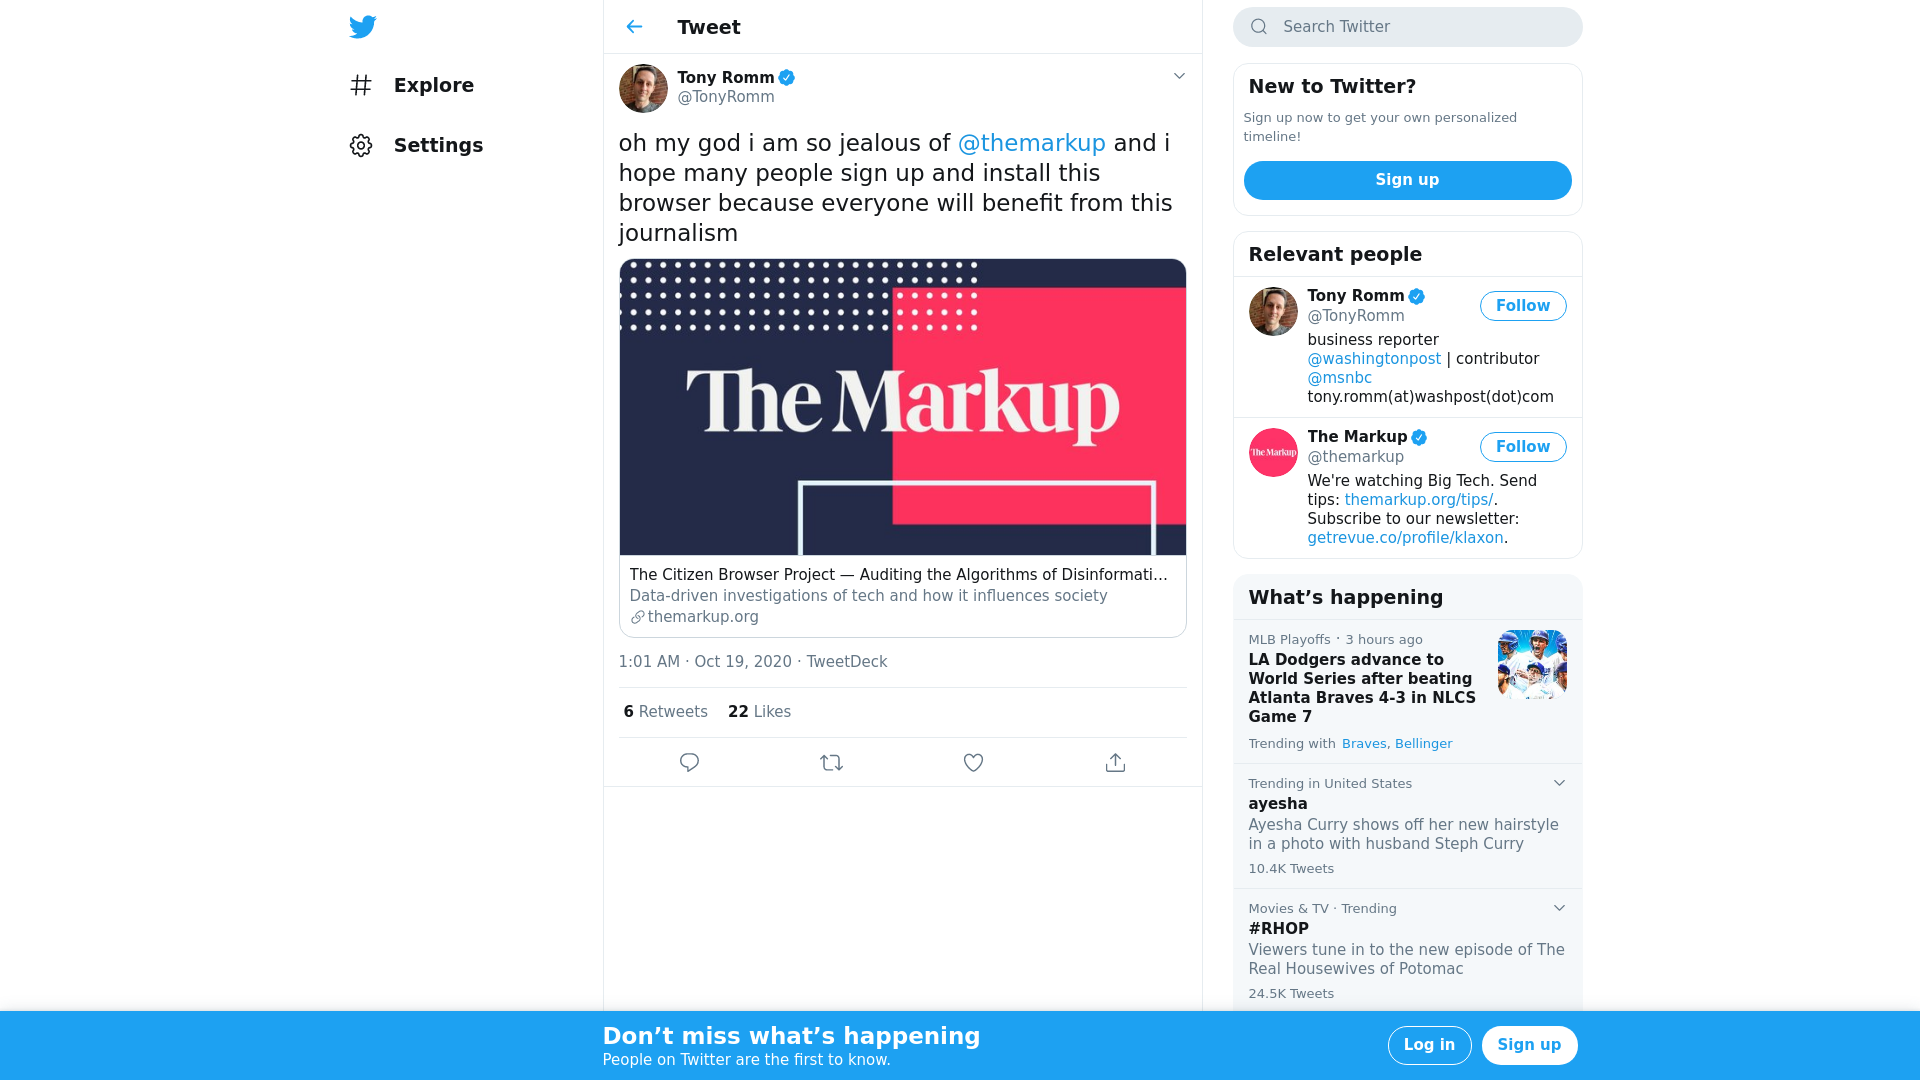 Explore
Settings
Tweet
Tony Romm
@TonyRomm
oh my god i am so jealous of @themarkup and i
hope many people sign up and install this
browser because everyone will benefit from this
journalism
The Markup
The Citizen Browser Project — Auditing the Algorithms of Disinformati…
Data-driven investigations of tech and how it influences society
themarkup.org
1:01 AM · Oct 19, 2020 · TweetDeck
6 Retweets 22 Likes
Search Twitter
New to Twitter?
Sign up now to get your own personalized
timeline!
Sign up
Relevant people
Tony Romm
@TonyRomm
Follow
business reporter
@washingtonpost | contributor
@msnbc
tony.romm(at)washpost(dot)com
The Markup
The Markup
@themarkup
Follow
We're watching Big Tech. Send
tips: themarkup.org/tips/.
Subscribe to our newsletter:
getrevue.co/profile/klaxon.
What’s happening
MLB Playoffs · 3 hours ago
LA Dodgers advance to
World Series after beating
Atlanta Braves 4-3 in NLCS
Game 7
Trending with Braves, Bellinger
Trending in United States
ayesha
Ayesha Curry shows off her new hairstyle
in a photo with husband Steph Curry
10.4K Tweets
Movies & TV · Trending
#RHOP
Viewers tune in to the new episode of The
Real Housewives of Potomac
24.5K Tweets
Don’t miss what’s happening
People on Twitter are the first to know.
Log in
Sign up